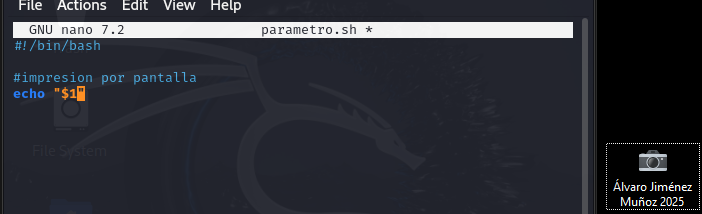 File Actions Edit View Help
GNU nano 7.2 parametro.sh *
#!/bin/bash
#impresion por pantalla
echo "$1"
File System
Álvaro Jiménez
Muñoz 2025